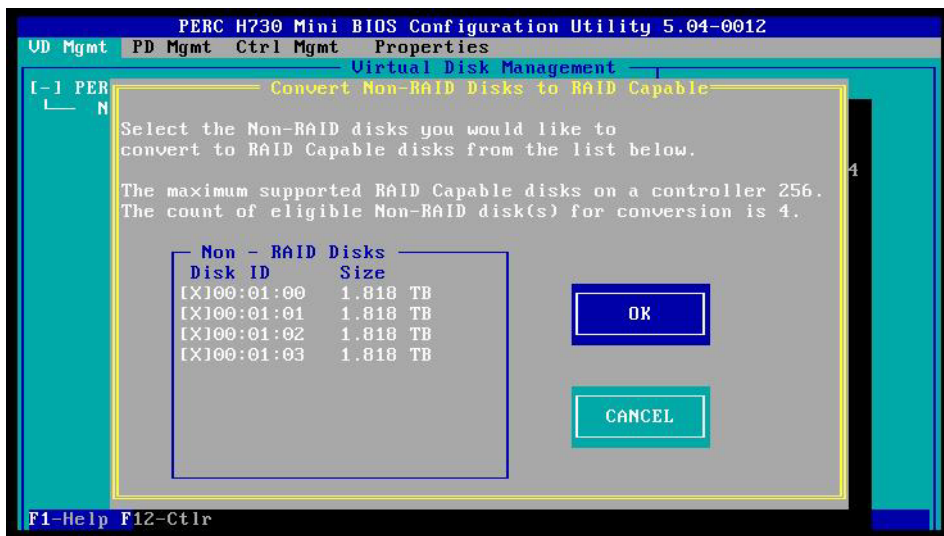 PERC H730 Mini BIOS Configuration Utility 5.04-0012
VD Mgmt PD Mgmt Ctrl Mgmt Properties
Virtual Disk Management
[-] PER
Convert Non-RAID Disks to RAID Capable
N
Select the Non-RAID disks you would like to
convert to RAID Capable disks from the list below.
4
The maximum supported RAID Capable disks on a controller 256.
The count of eligible Non-RAID disk(s) for conversion is 4.
Non - RAID Disks
Disk ID Size
[X]00:01:00 1.818 TB
[X]00:01:01 1.818 TB
[X]00:01:02 1.818 TB
[X]00:01:03 1.818 TB
OK
CANCEL
F1-Help F12-Ctlr